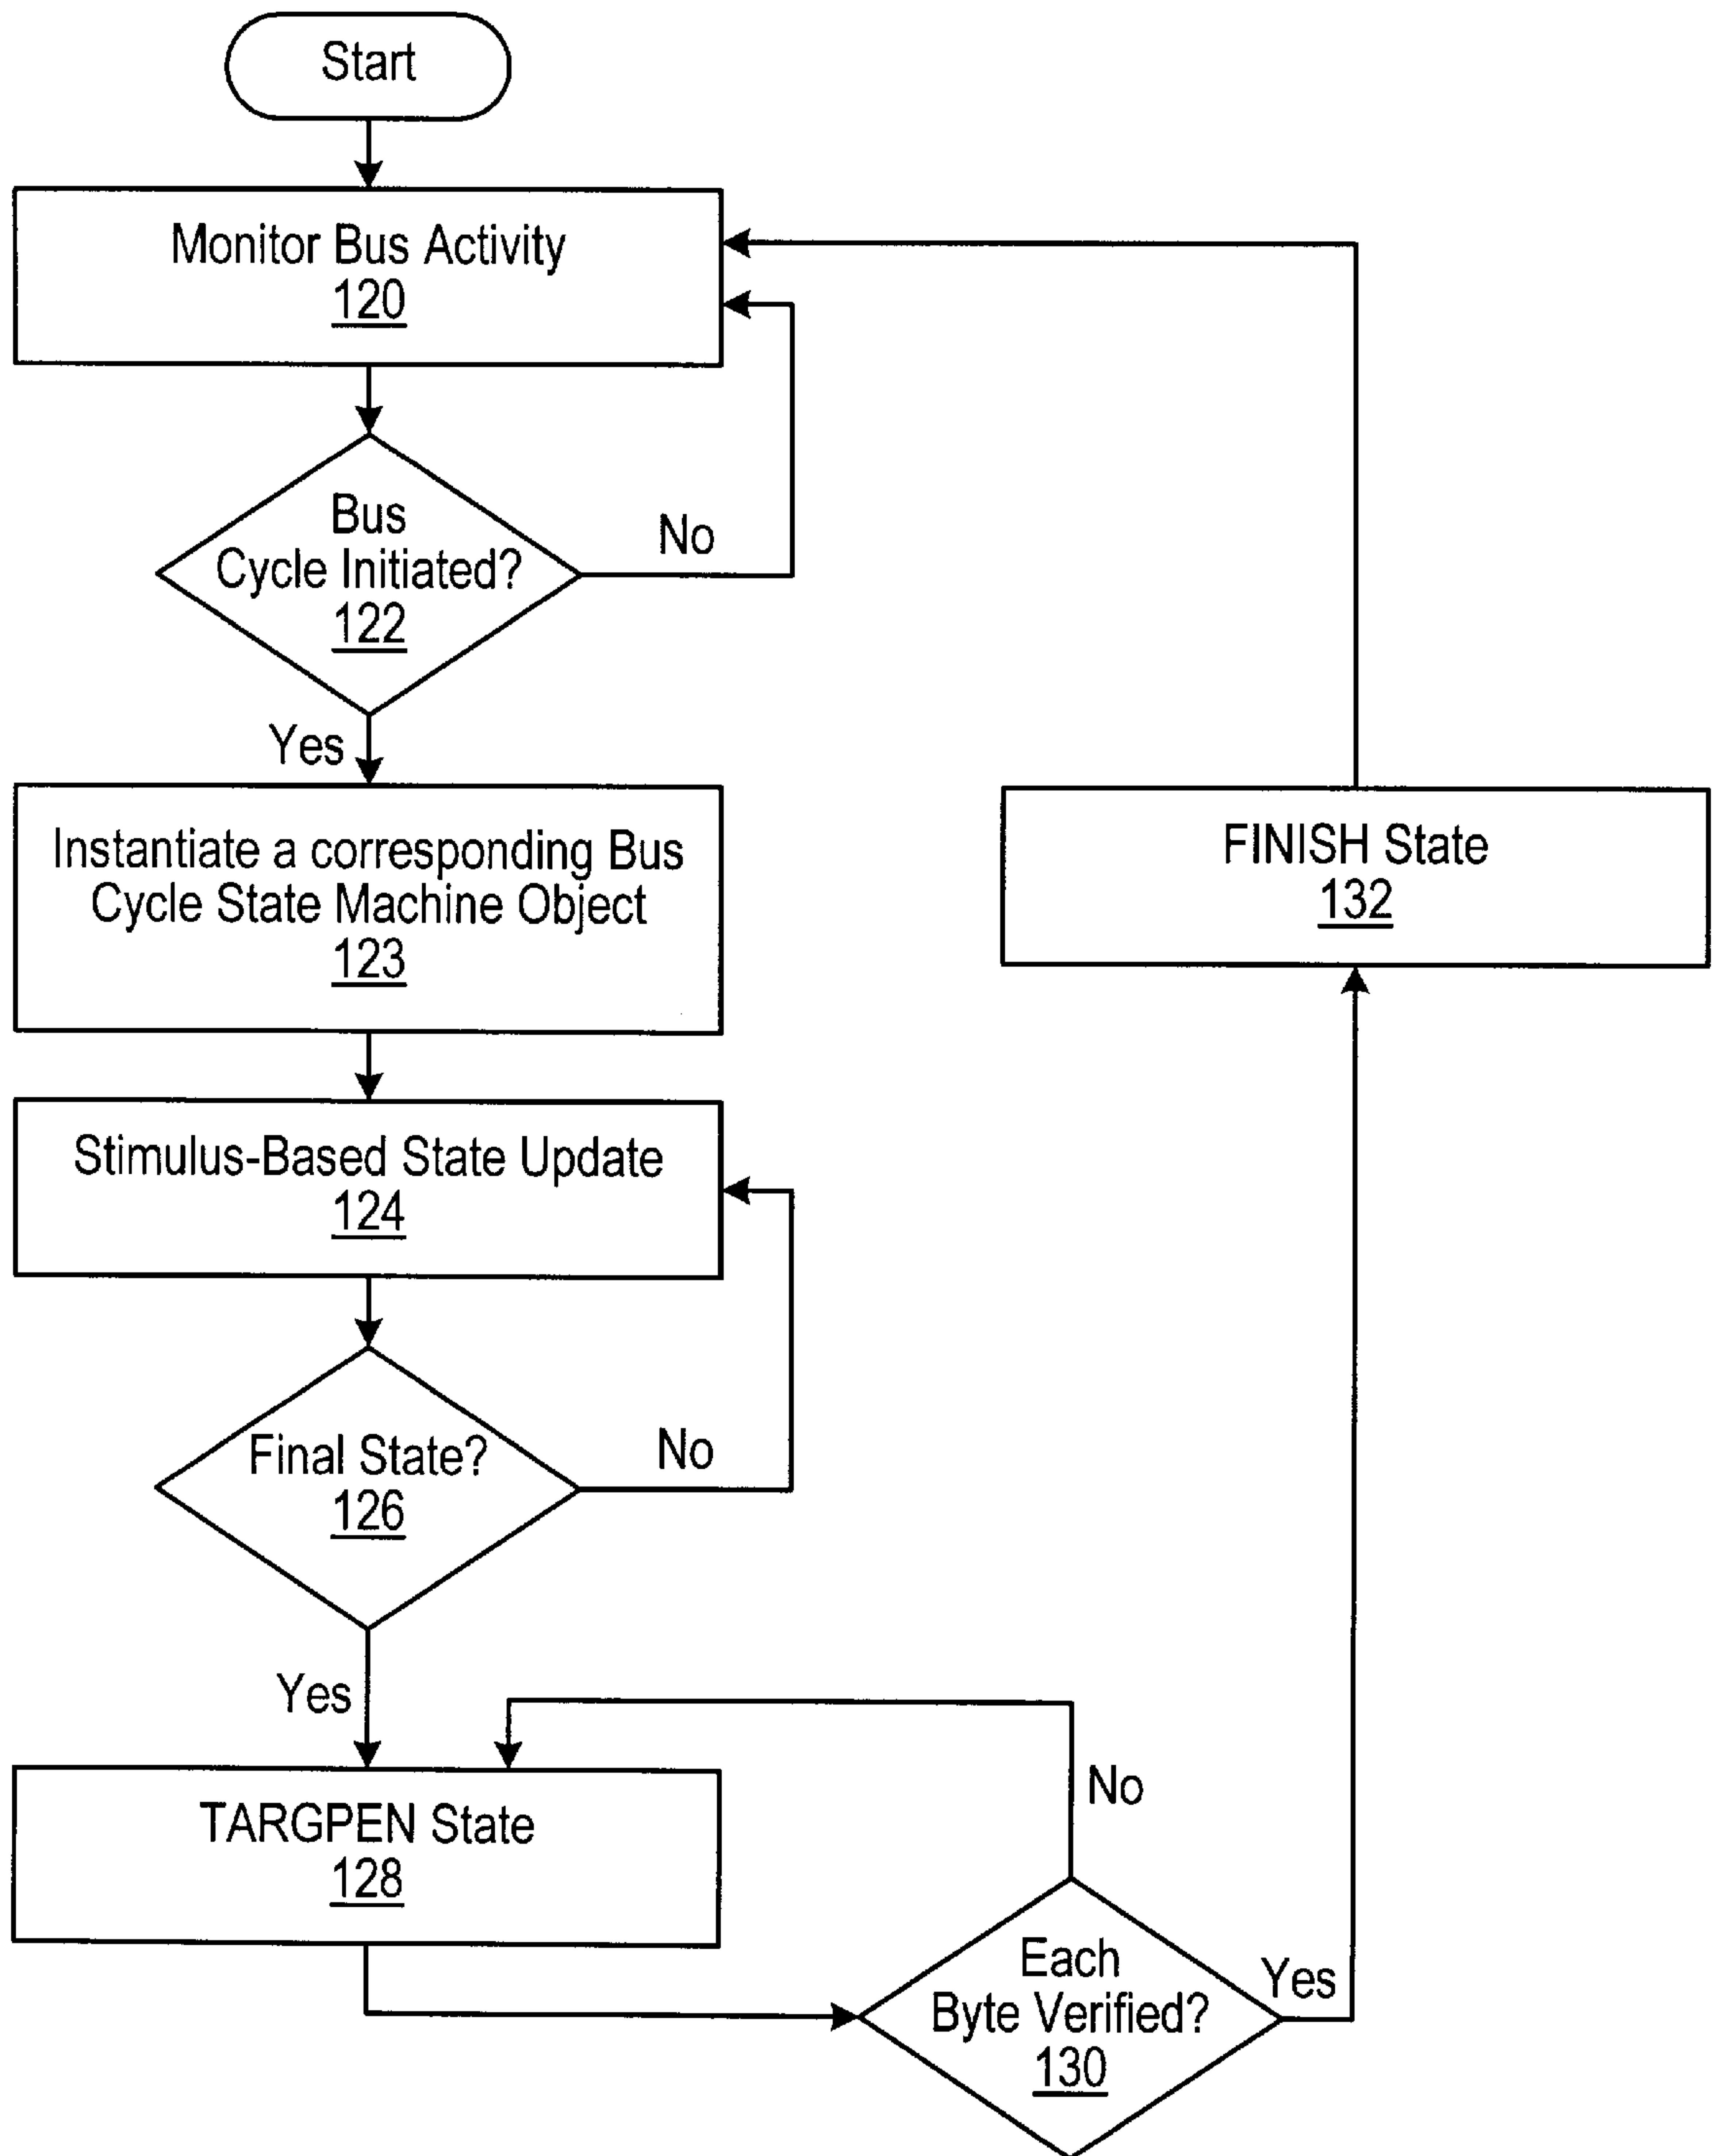 Start
Monitor Bus Activity
120
Bus
Cycle Initiated?
122
No
Yes
Instantiate a corresponding Bus
Cycle State Machine Object
123
FINISH State
132
Stimulus-Based State Update
124
Final State?
126
No
Yes
TARGPEN State
128
No
Each
Byte Verified?
130
Yes